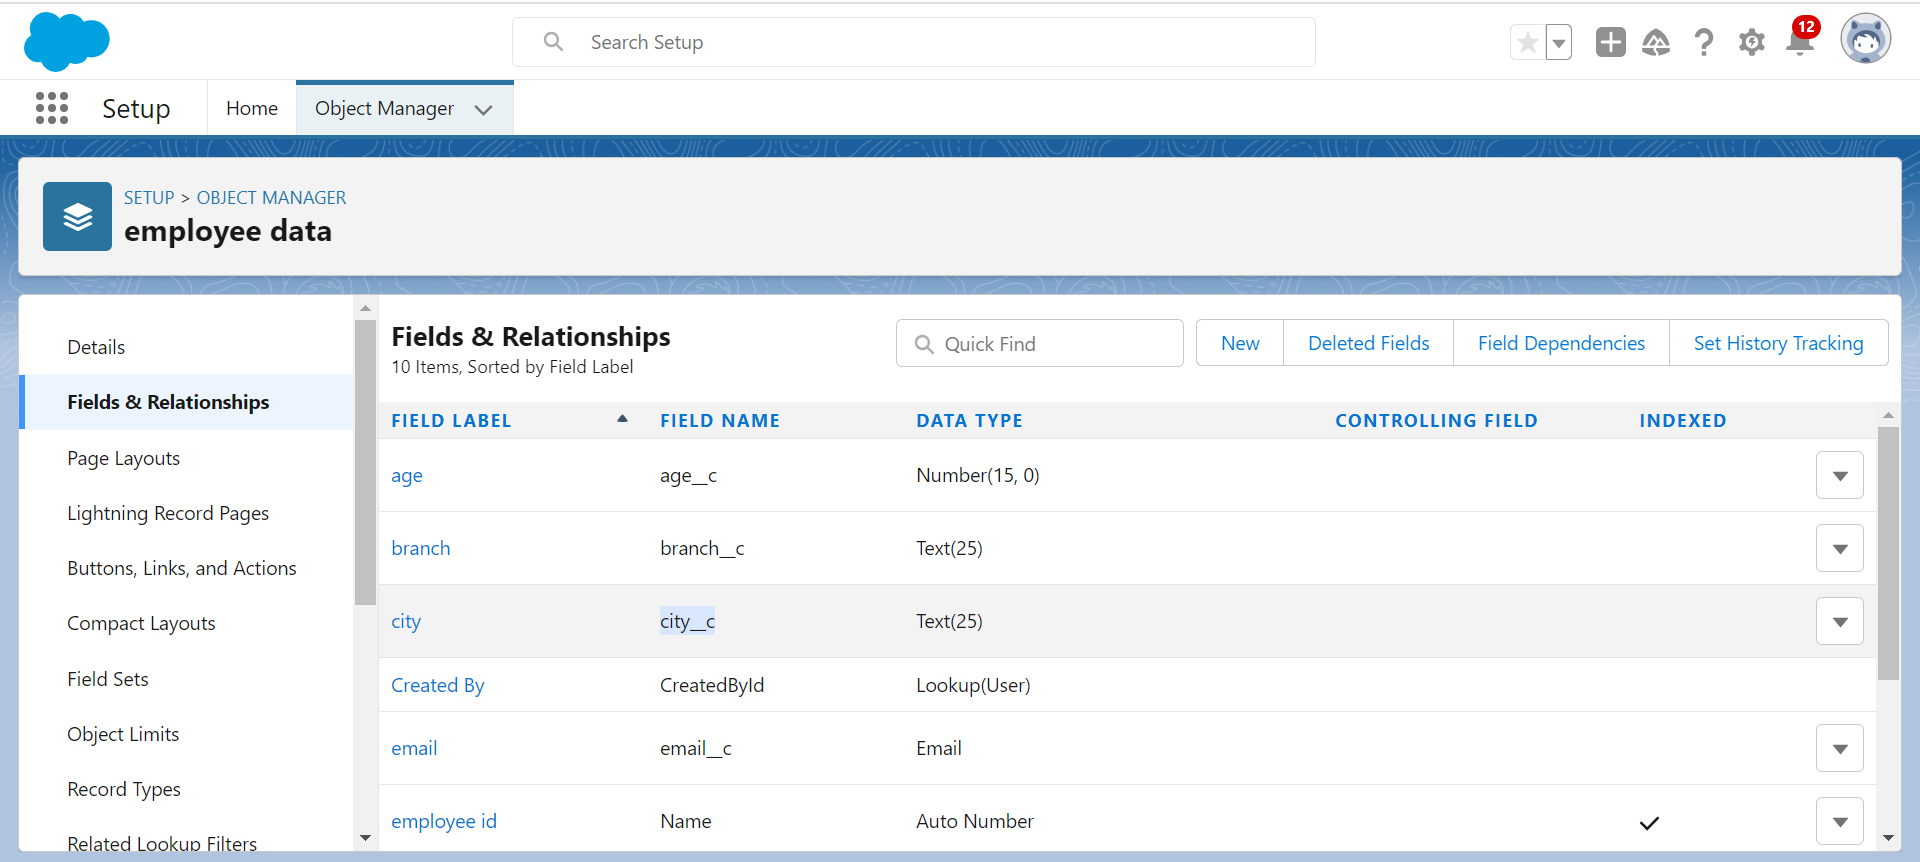 Search Setup
12
Setup
Home
Object Manager
SETUP > OBJECT MANAGER
employee data
Details
Fields & Relationships
Page Layouts
Lightning Record Pages
Buttons, Links, and Actions
Compact Layouts
Field Sets
Object Limits
Record Types
Related Lookup Filters
Fields & Relationships
10 Items, Sorted by Field Label
Quick Find
New
Deleted Fields
Field Dependencies
Set History Tracking
FIELD LABEL FIELD NAME DATA TYPE CONTROLLING FIELD INDEXED
age age__c Number(15, 0)
branch branch__c Text(25)
city city__c Text(25)
Created By CreatedById Lookup(User)
email email__c Email
employee id Name Auto Number